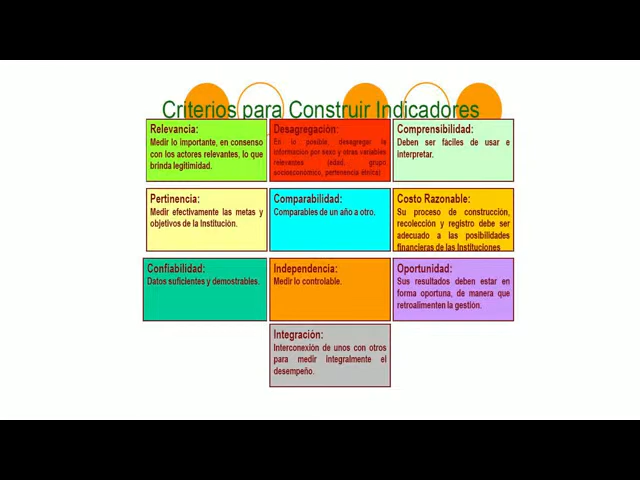 Criterios para Construir Indicadores
Relevancia:
Medir lo importante, en consenso
con los actores relevantes, lo que
brinda legitimidad.
Desagregación:
En lo posible, desagregar la
información por sexo y otras variables
relevantes (edad, grupo
socioeconómico, pertenencia étnica)
Comprensibilidad:
Deben ser fáciles de usar e
interpretar.
Pertinencia:
Medir efectivamente las metas y
objetivos de la Institución.
Comparabilidad:
Comparables de un año a otro.
Costo Razonable:
Su proceso de construcción,
recolección y registro debe ser
adecuado a las posibilidades
financieras de las Instituciones
Confiabilidad:
Datos suficientes y demostrables.
Independencia:
Medir lo controlable.
Oportunidad:
Sus resultados deben estar en
forma oportuna, de manera que
retroalimenten la gestión.
Integración:
Interconexión de unos con otros
para medir integralmente el
desempeño.